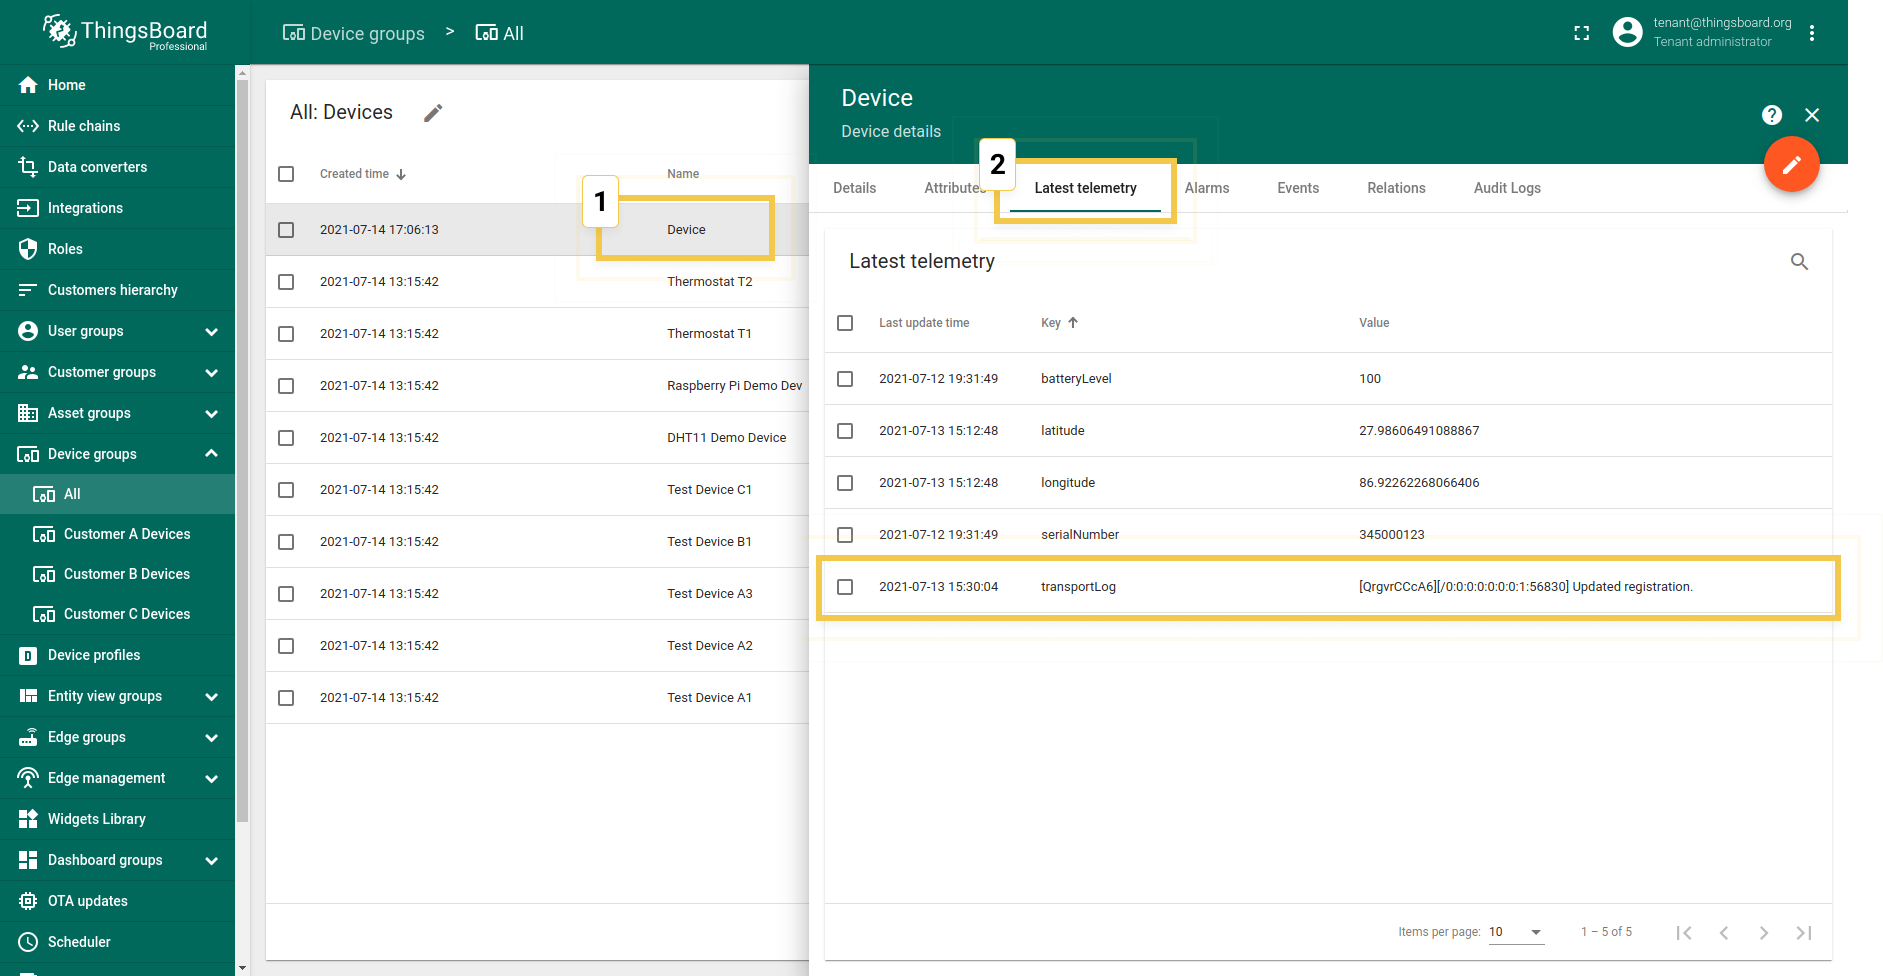 ThingsBoard
Professional
Device groups > All
tenant@thingsboard.org
Tenant administrator
Home
Rule chains
Data converters
Integrations
Roles
Customers hierarchy
User groups
Customer groups
Asset groups
Device groups
All
Customer A Devices
Customer B Devices
Customer C Devices
Device profiles
Entity view groups
Edge groups
Edge management
Widgets Library
Dashboard groups
OTA updates
Scheduler
All: Devices
Created time Name
1
2021-07-14 17:06:13 Device
2021-07-14 13:15:42 Thermostat T2
2021-07-14 13:15:42 Thermostat T1
2021-07-14 13:15:42 Raspberry Pi Demo Dev
2021-07-14 13:15:42 DHT11 Demo Device
2021-07-14 13:15:42 Test Device C1
2021-07-14 13:15:42 Test Device B1
2021-07-14 13:15:42 Test Device A3
2021-07-14 13:15:42 Test Device A2
2021-07-14 13:15:42 Test Device A1
Device
Device details
?
2
Details Attributes Latest telemetry Alarms Events Relations Audit Logs
Latest telemetry
Last update time Key Value
2021-07-12 19:31:49 batteryLevel 100
2021-07-13 15:12:48 latitude 27.98606491088867
2021-07-13 15:12:48 longitude 86.92262268066406
2021-07-12 19:31:49 serialNumber 345000123
2021-07-13 15:30:04 transportLog [QrgvrCCcA6][/0:0:0:0:0:0:0:1:56830] Updated registration.
Items per page: 10 1 – 5 of 5